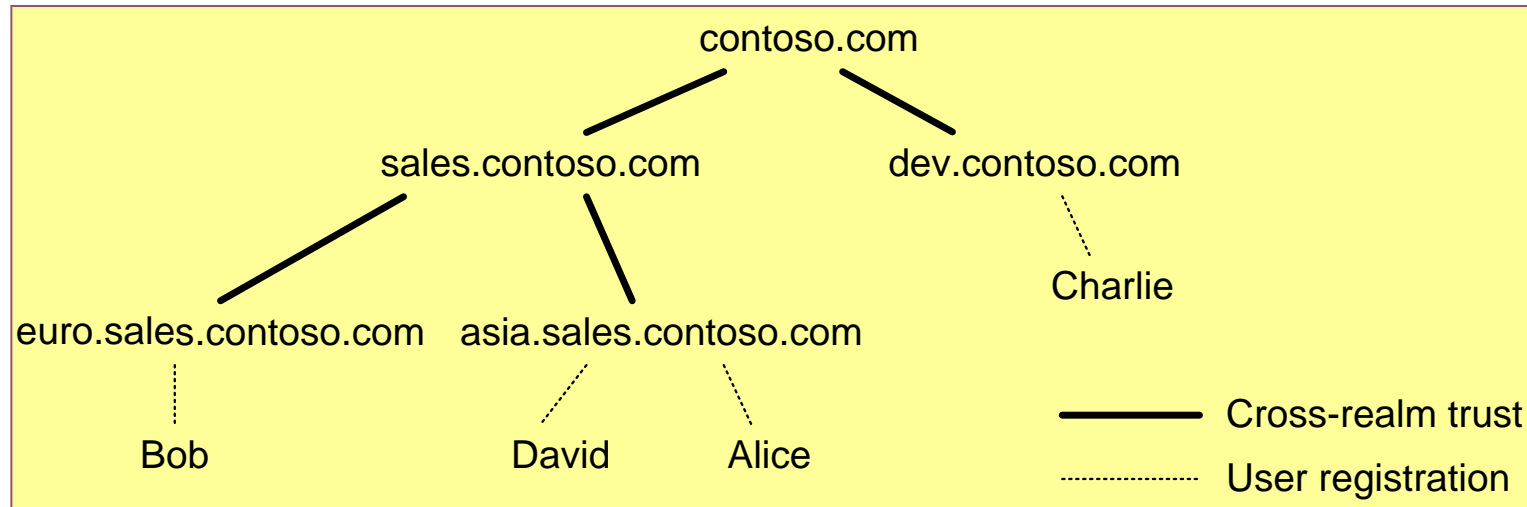 contoso.com
sales.contoso.com
dev.contoso.com
Charlie
euro.sales.contoso.com
asia.sales.contoso.com
Bob
David
Alice
Cross-realm trust
User registration